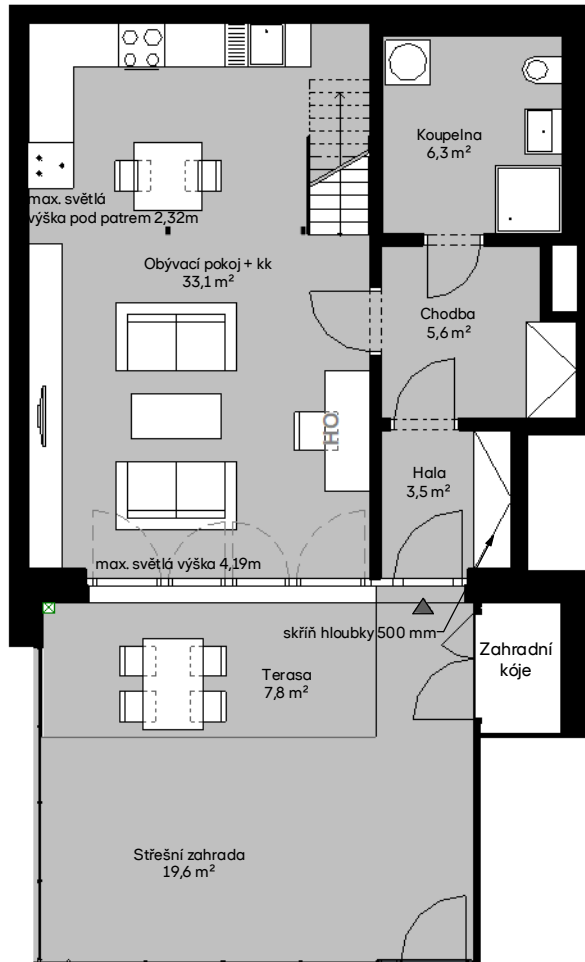 Koupelna
6,3 m²
max. světlá
výška pod patrem 2,32m
Obývací pokoj + kk
33,1 m²
Chodba
5,6 m²
HO
Hala
3,5 m²
max. světlá výška 4,19m
skříň hloubky 500 mm
Terasa
7,8 m²
Zahradní
kóje
Střešní zahrada
19,6 m²